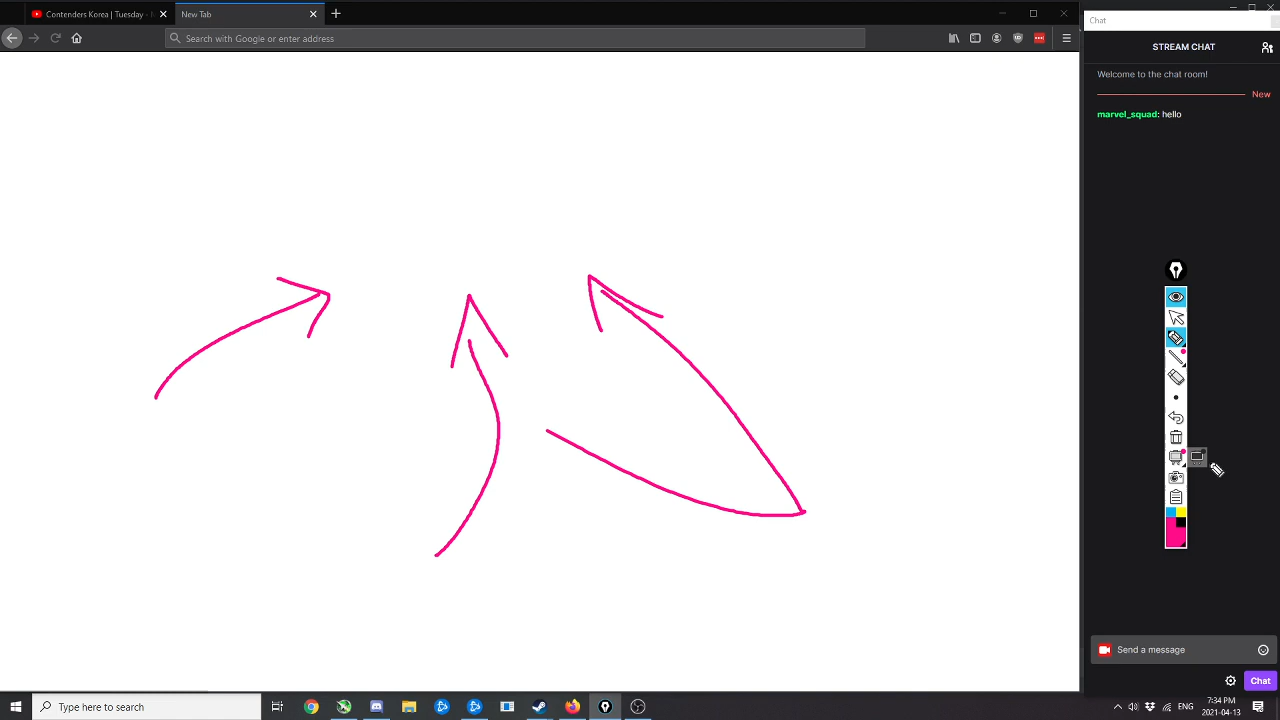 Contenders Korea | Tuesday -
New Tab
Search with Google or enter address
Chat
STREAM CHAT
Welcome to the chat room!
New
marvel_squad: hello
Send a message
Chat
Type here to search
7:34 PM
2021-04-13